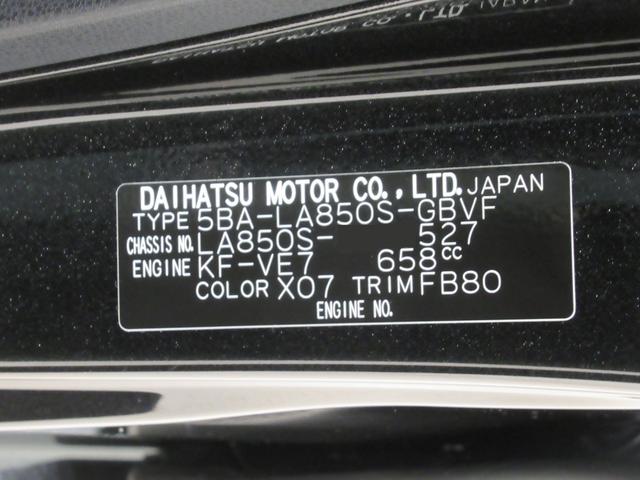 DAIHATSU MOTOR CO., LTD. JAPAN
TYPE 5BA-LA850S-GBVF
CHASSIS NO. LA850S- 527
ENGINE KF-VE7 658cc
COLOR X07 TRIM FB80
ENGINE NO.